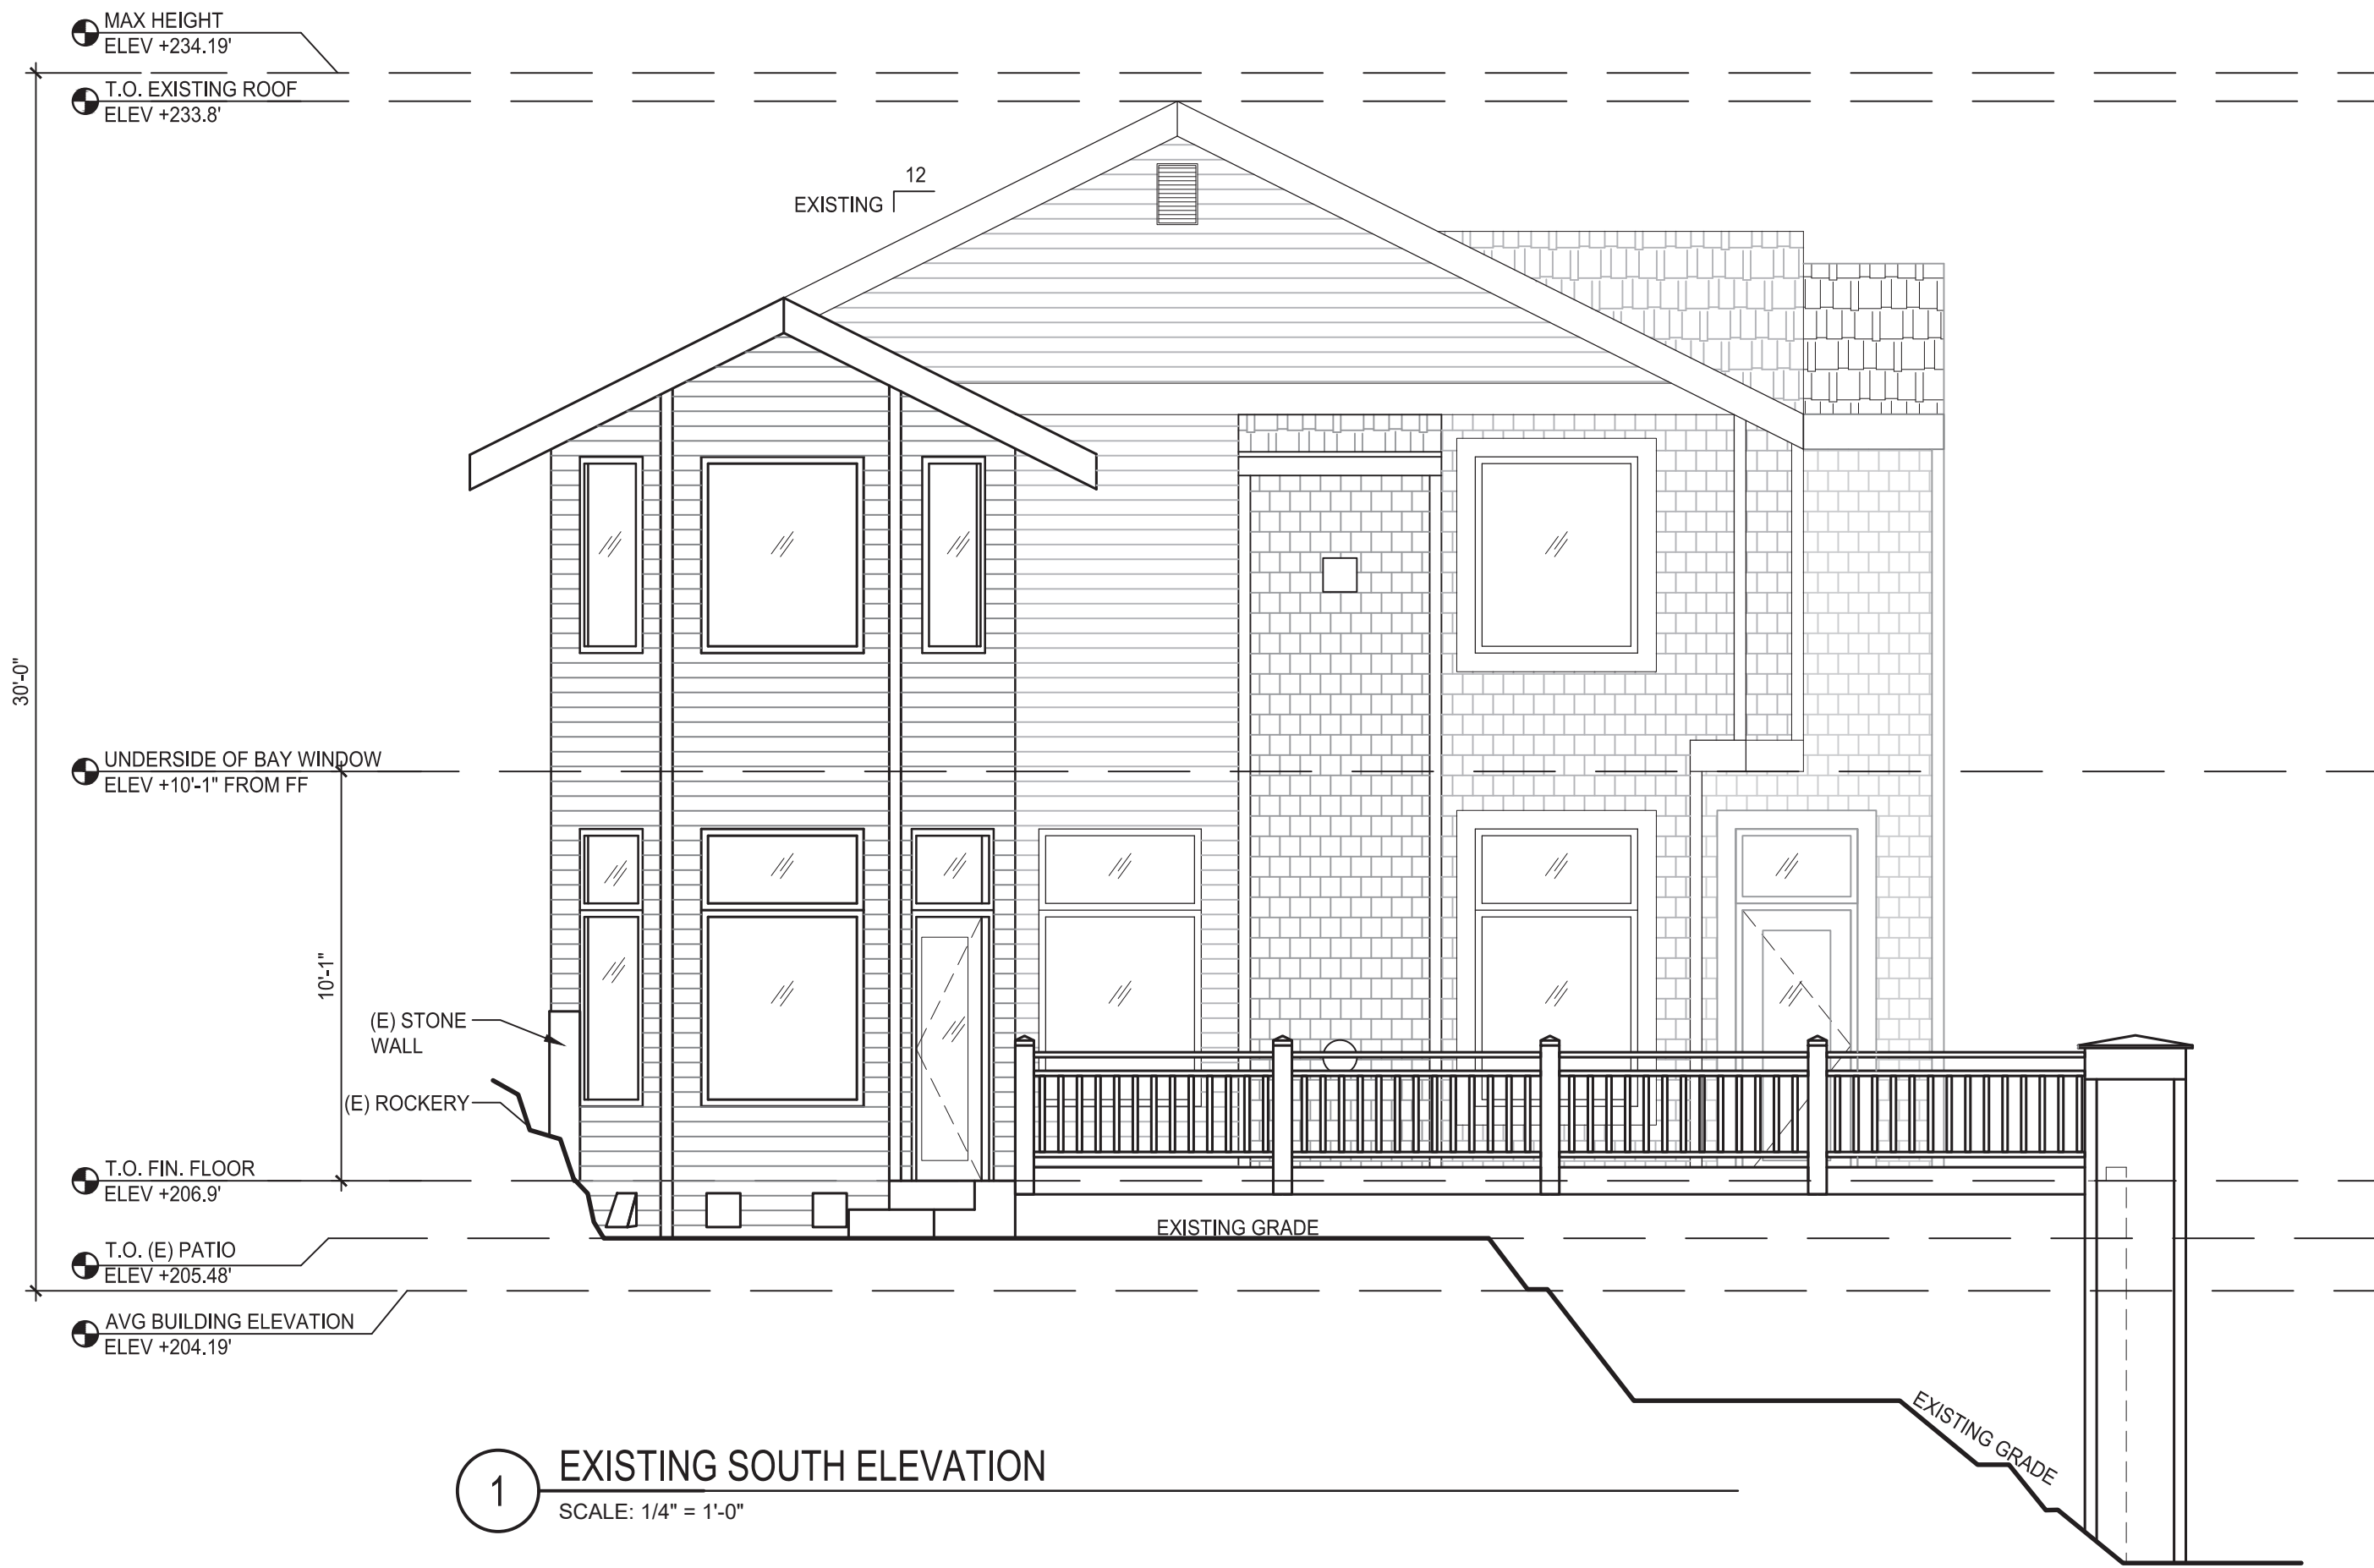 MAX HEIGHT
ELEV +234.19'
T.O. EXISTING ROOF
ELEV +233.8'
12
EXISTING
30'-0"
UNDERSIDE OF BAY WINDOW
ELEV +10'-1" FROM FF
10'-1"
(E) STONE
WALL
(E) ROCKERY
T.O. FIN. FLOOR
ELEV +206.9'
EXISTING GRADE
T.O. (E) PATIO
ELEV +205.48'
AVG BUILDING ELEVATION
ELEV +204.19'
EXISTING GRADE
1
EXISTING SOUTH ELEVATION
SCALE: 1/4" = 1'-0"